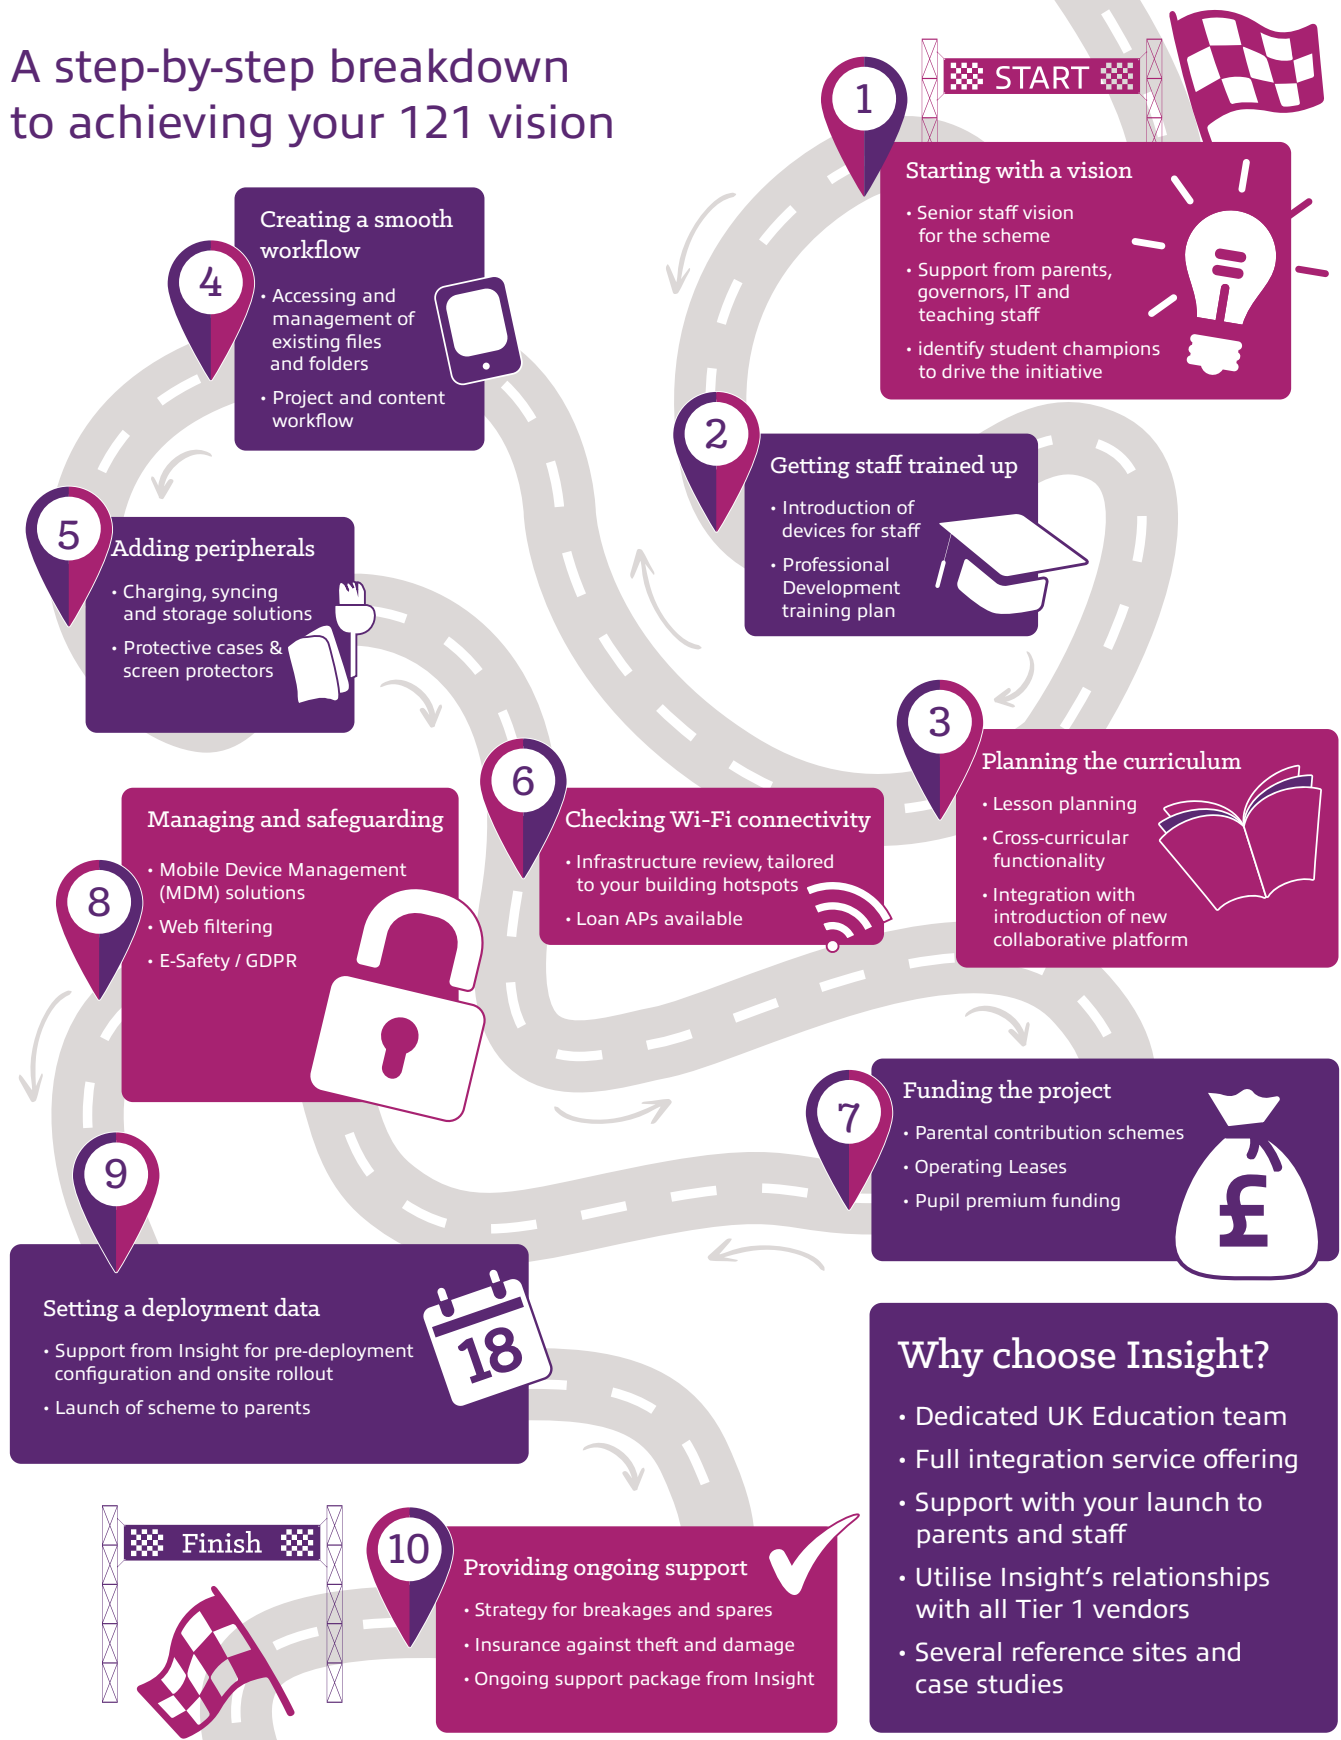 A step-by-step breakdown
to achieving your 121 vision
START
1
Starting with a vision
• Senior staff vision
for the scheme
• Support from parents,
governors, IT and
teaching staff
• identify student champions
to drive the initiative
2
Getting staff trained up
• Introduction of
devices for staff
• Professional
Development
training plan
3
Planning the curriculum
• Lesson planning
• Cross-curricular
functionality
• Integration with
introduction of new
collaborative platform
4
Creating a smooth
workflow
• Accessing and
management of
existing files
and folders
• Project and content
workflow
5
Adding peripherals
• Charging, syncing
and storage solutions
• Protective cases &
screen protectors
6
Checking Wi-Fi connectivity
• Infrastructure review, tailored
to your building hotspots
• Loan APs available
7
Funding the project
• Parental contribution schemes
• Operating Leases
• Pupil premium funding
£
8
Managing and safeguarding
• Mobile Device Management
(MDM) solutions
• Web filtering
• E-Safety / GDPR
9
Setting a deployment data
• Support from Insight for pre-deployment
configuration and onsite rollout
• Launch of scheme to parents
18
10
Providing ongoing support
• Strategy for breakages and spares
• Insurance against theft and damage
• Ongoing support package from Insight
Finish
Why choose Insight?
• Dedicated UK Education team
• Full integration service offering
• Support with your launch to
parents and staff
• Utilise Insight's relationships
with all Tier 1 vendors
• Several reference sites and
case studies